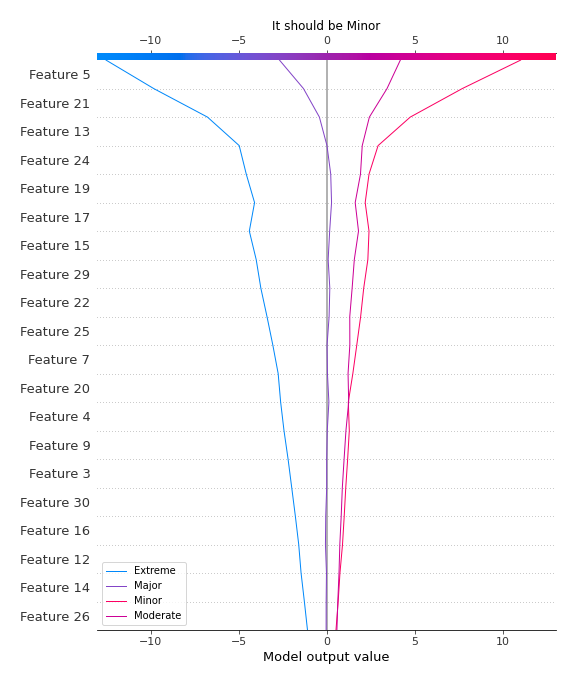 It should be Minor
−10 −5 0 5 10
Feature 5
Feature 21
Feature 13
Feature 24
Feature 19
Feature 17
Feature 15
Feature 29
Feature 22
Feature 25
Feature 7
Feature 20
Feature 4
Feature 9
Feature 3
Feature 30
Feature 16
Feature 12
Feature 14
Feature 26
Extreme
Major
Minor
Moderate
−10 −5 0 5 10
Model output value